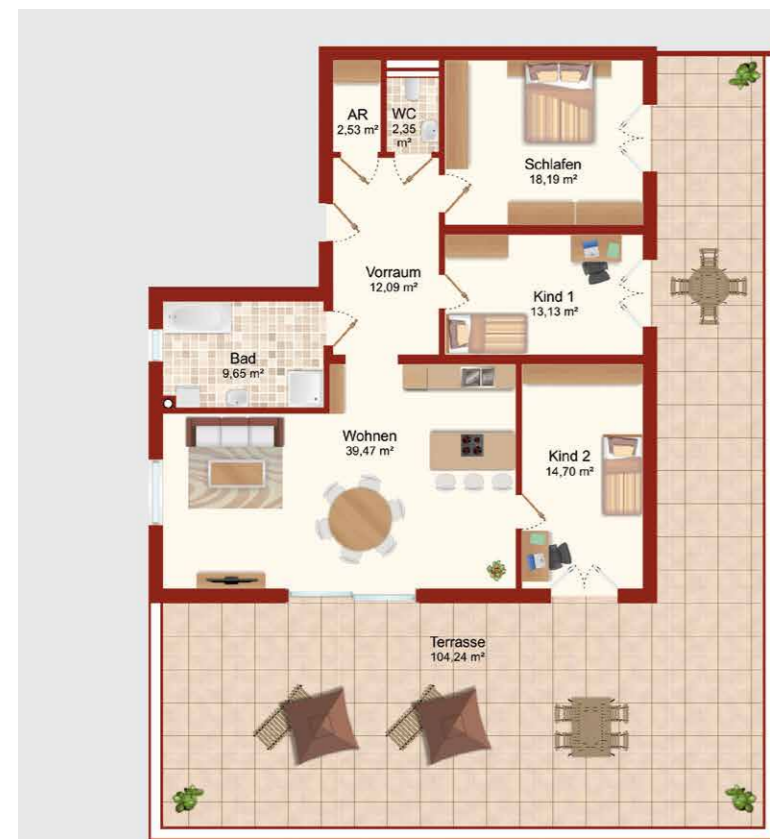 AR
2,53 m²
WC
2,35
m²
Schlafen
18,19 m²
Vorraum
12,09 m²
Kind 1
13,13 m²
Bad
9,65 m²
Wohnen
39,47 m²
Kind 2
14,70 m²
Terrasse
104,24 m²